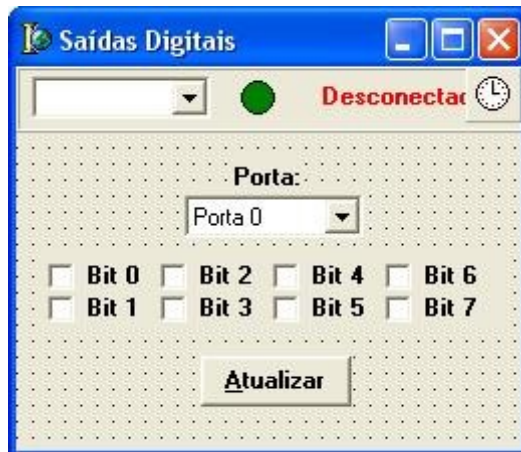 Saídas Digitais
Desconectad
Porta:
Porta 0
Bit 0 Bit 2 Bit 4 Bit 6
Bit 1 Bit 3 Bit 5 Bit 7
Atualizar